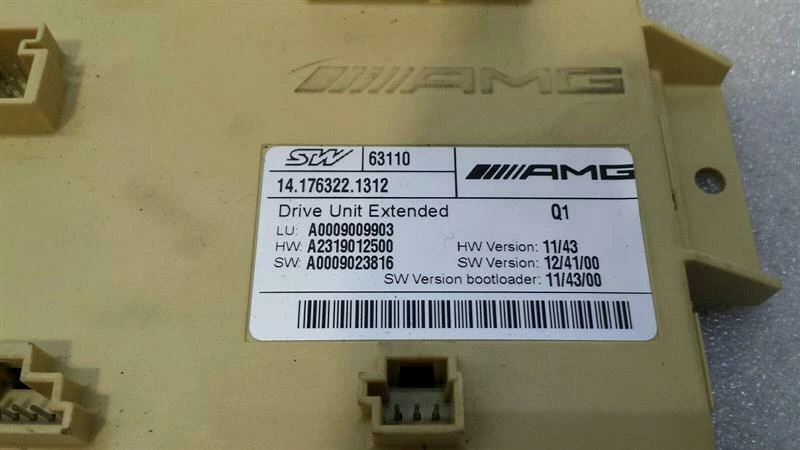 AMG
STW 63110
AMG
14.176322.1312
Drive Unit Extended Q1
LU: A0009009903
HW: A2319012500 HW Version: 11/43
SW: A0009023816 SW Version: 12/41/00
SW Version bootloader: 11/43/00